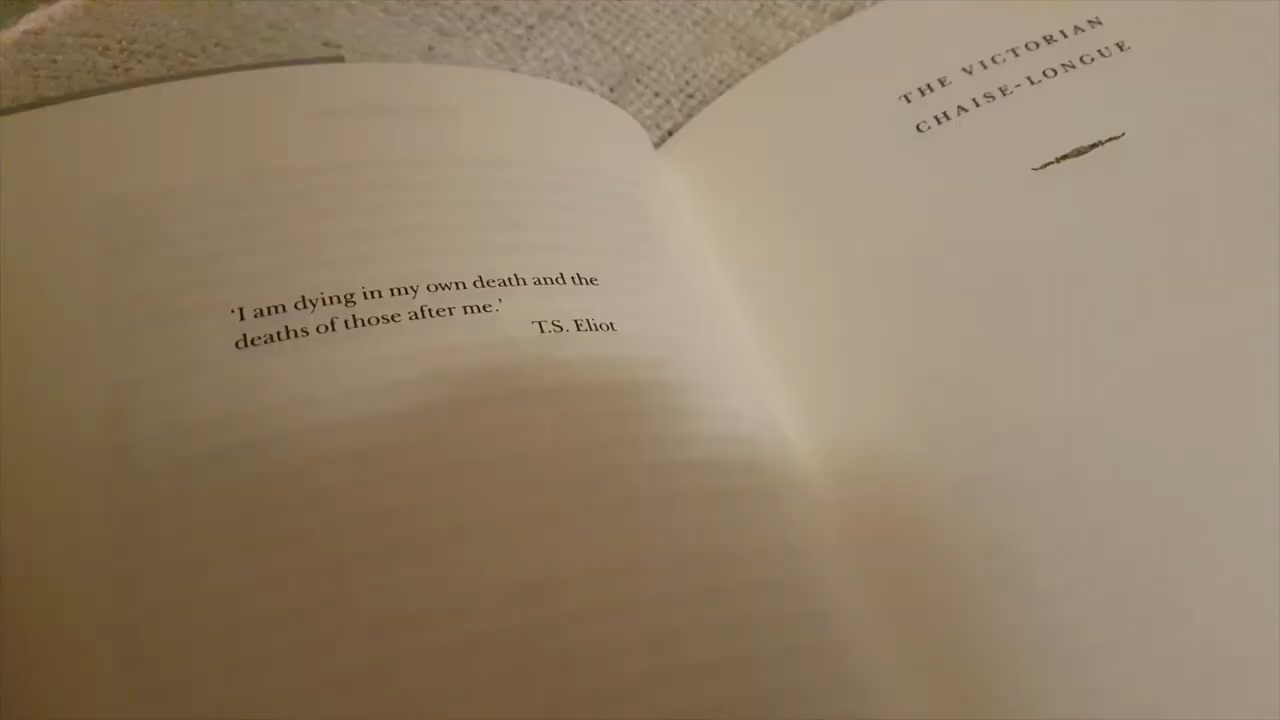 ‘I am dying in my own death and the
deaths of those after me.’
T.S. Eliot
THE VICTORIAN
CHAISE-LONGUE